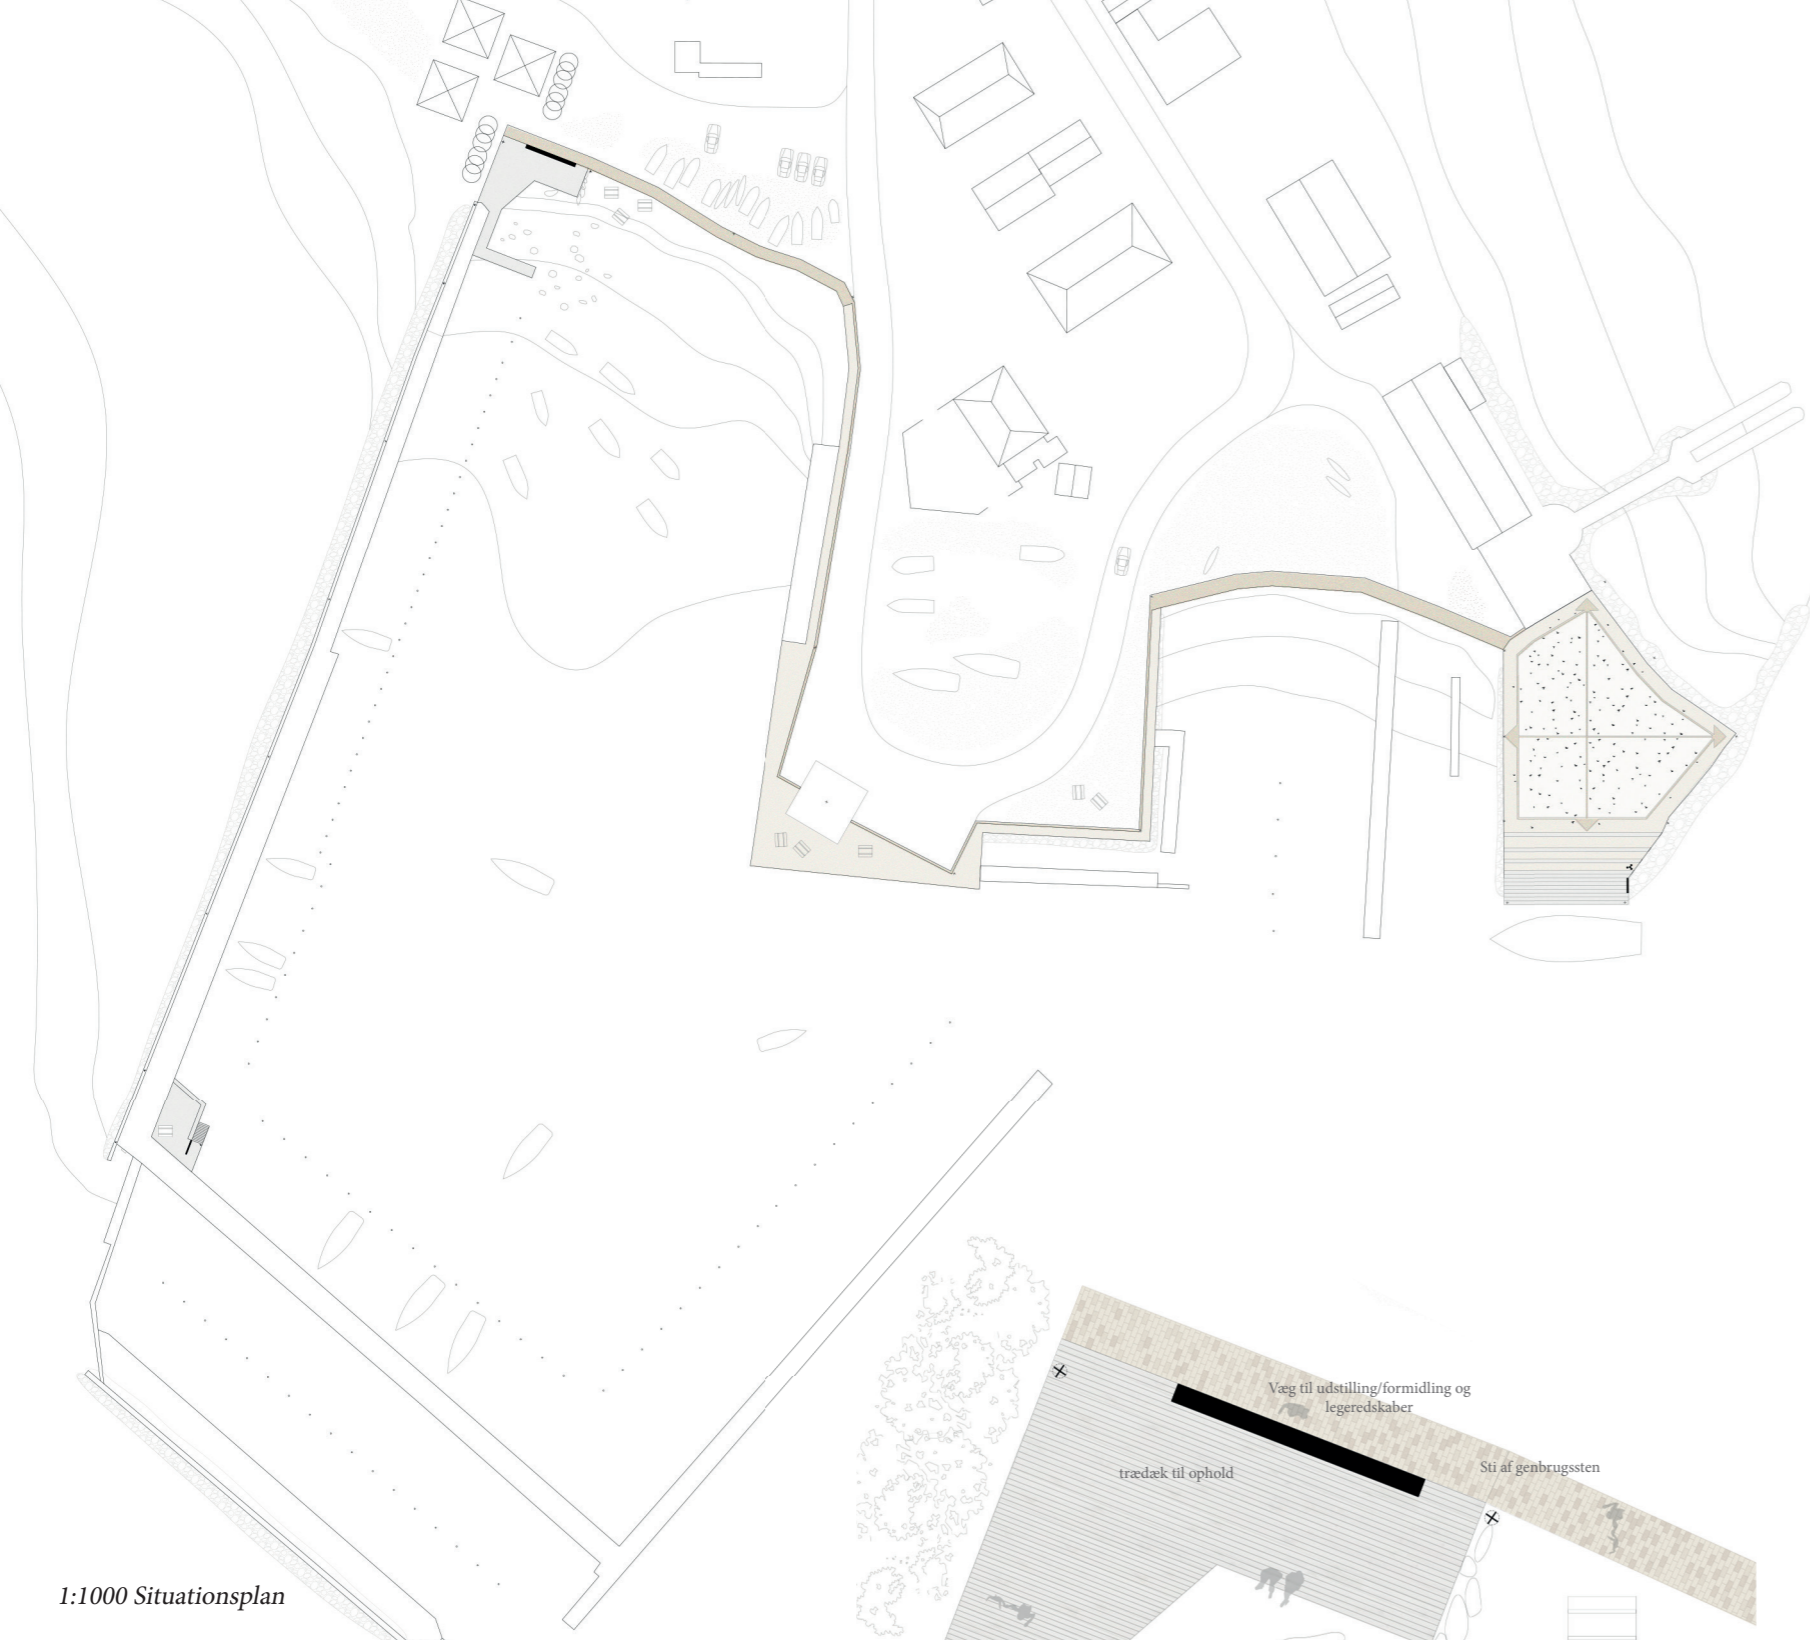 Væg til udstilling/formidling og
legeredskaber
trædæk til ophold
Sti af genbrugssten
1:1000 Situationsplan